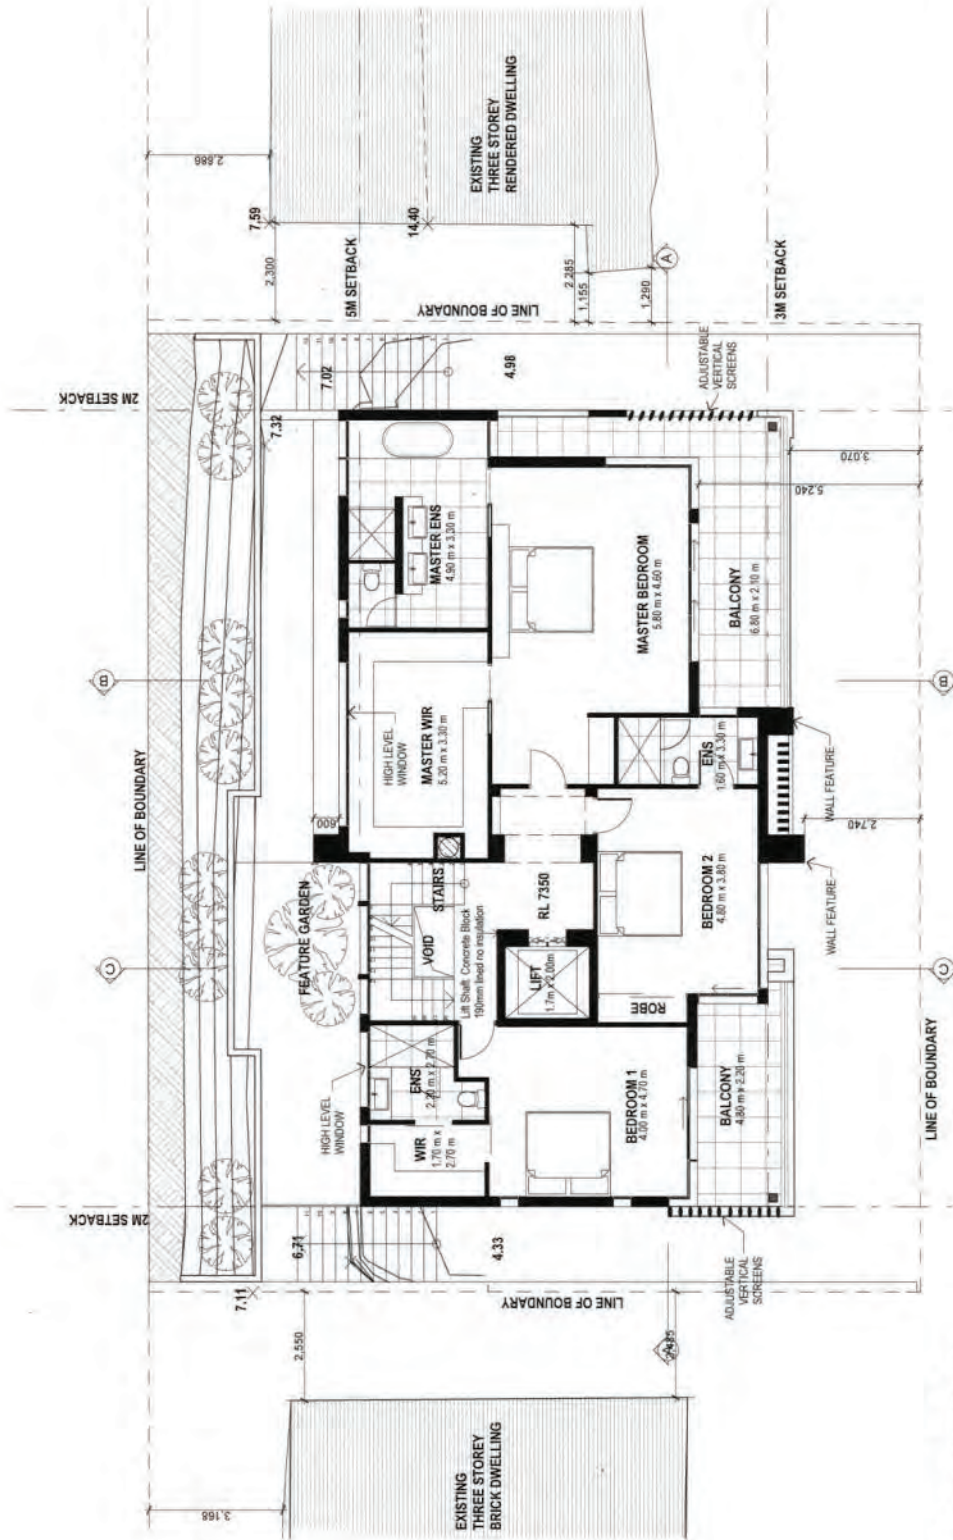 LINE OF BOUNDARY
2M SETBACK
2M SETBACK
C
B
3,168
EXISTING
THREE STOREY
BRICK DWELLING
2,550
7.11
6.71
4.33
HIGH LEVEL
WINDOW
FEATURE GARDEN
600
7.32
7.02
4.98
2,300
7.59
14.40
5M SETBACK
2,686
EXISTING
THREE STOREY
RENDERED DWELLING
2,285
1,155
1,290
A
3M SETBACK
LINE OF BOUNDARY
LINE OF BOUNDARY
WIR
1.70 m x
2.70 m
ENS
2.20 m x 2.70 m
VOID
STAIRS
Lift Shaft Concrete Block
190mm lined no insulation
HIGH LEVEL
WINDOW
MASTER WIR
5.20 m x 3.30 m
MASTER ENS
4.90 m x 3.30 m
RL 7350
LIFT
1.7m x 2.00m
BEDROOM 1
4.00 m x 4.70 m
ROBE
BEDROOM 2
4.80 m x 3.80 m
ENS
1.60 m x 3.30 m
MASTER BEDROOM
5.80 m x 4.60 m
BALCONY
4.80 m x 2.20 m
BALCONY
6.80 m x 2.10 m
ADJUSTABLE
VERTICAL
SCREENS
ADJUSTABLE
VERTICAL
SCREENS
WALL FEATURE
WALL FEATURE
2,740
5,240
3,070
C
B
LINE OF BOUNDARY